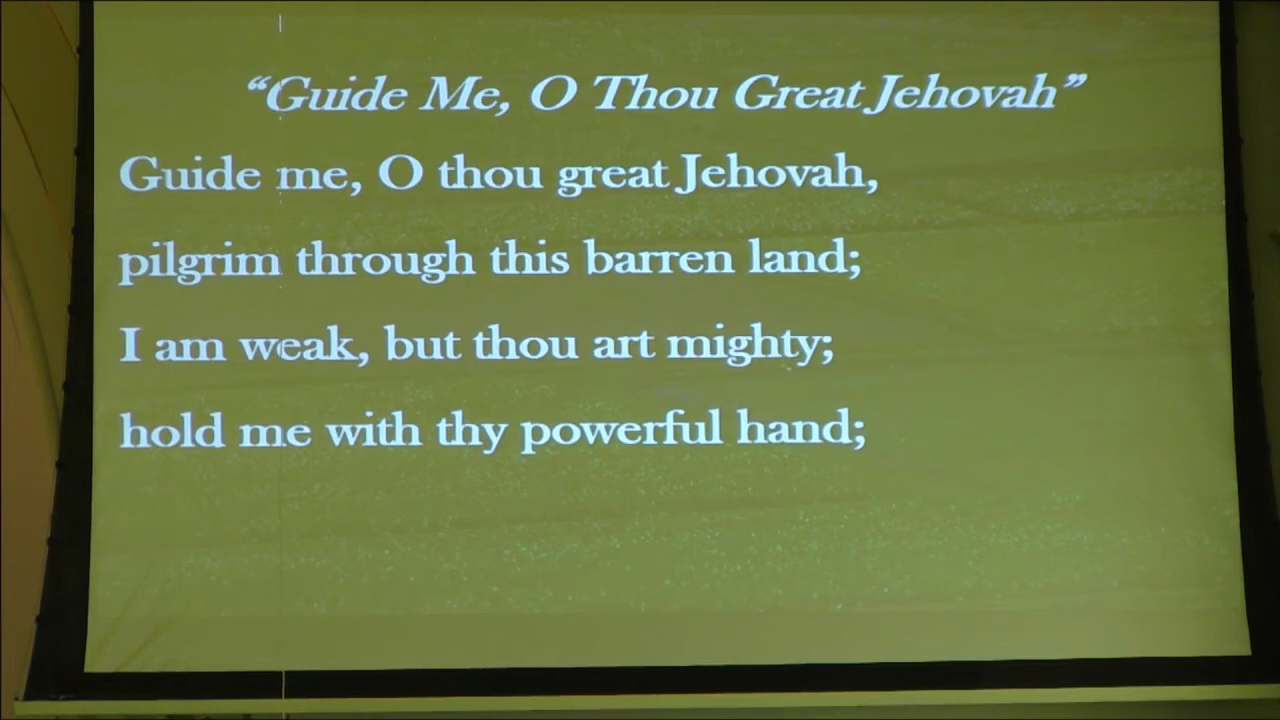 “Guide Me, O Thou Great Jehovah”
Guide me, O thou great Jehovah,
pilgrim through this barren land;
I am weak, but thou art mighty;
hold me with thy powerful hand;